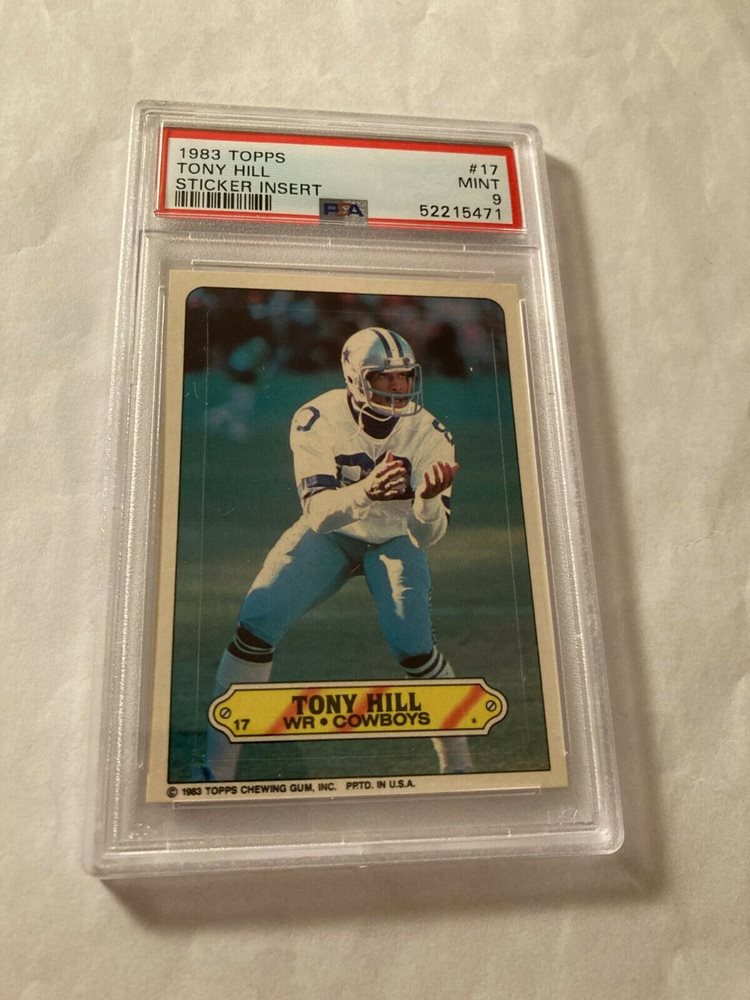 1983 TOPPS #17
TONY HILL MINT
STICKER INSERT 9
PSA 52215471
80
TONY HILL
17 WR • COWBOYS *
© 1983 TOPPS CHEWING GUM, INC. PRTD. IN U.S.A.